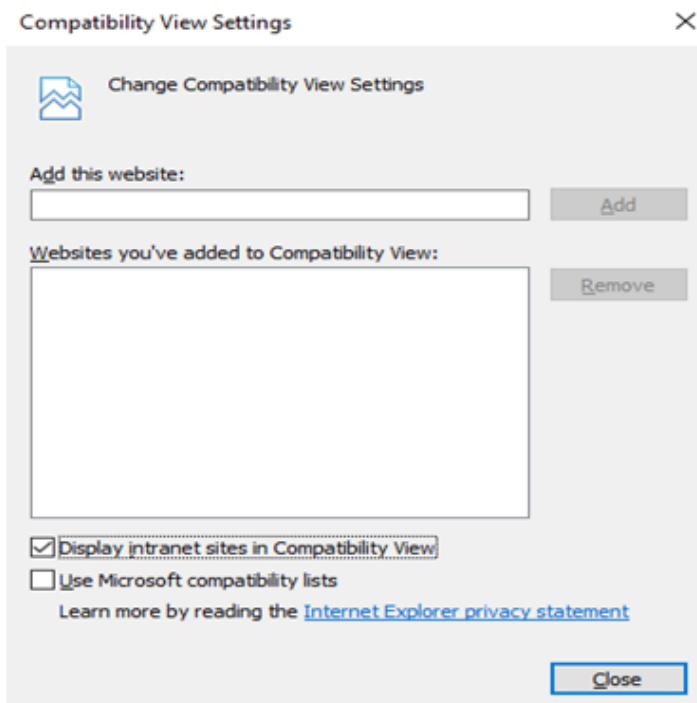 Compatibility View Settings
Change Compatibility View Settings
Add this website:
Add
Websites you've added to Compatibility View:
Remove
Display intranet sites in Compatibility View
Use Microsoft compatibility lists
Learn more by reading the Internet Explorer privacy statement
Close